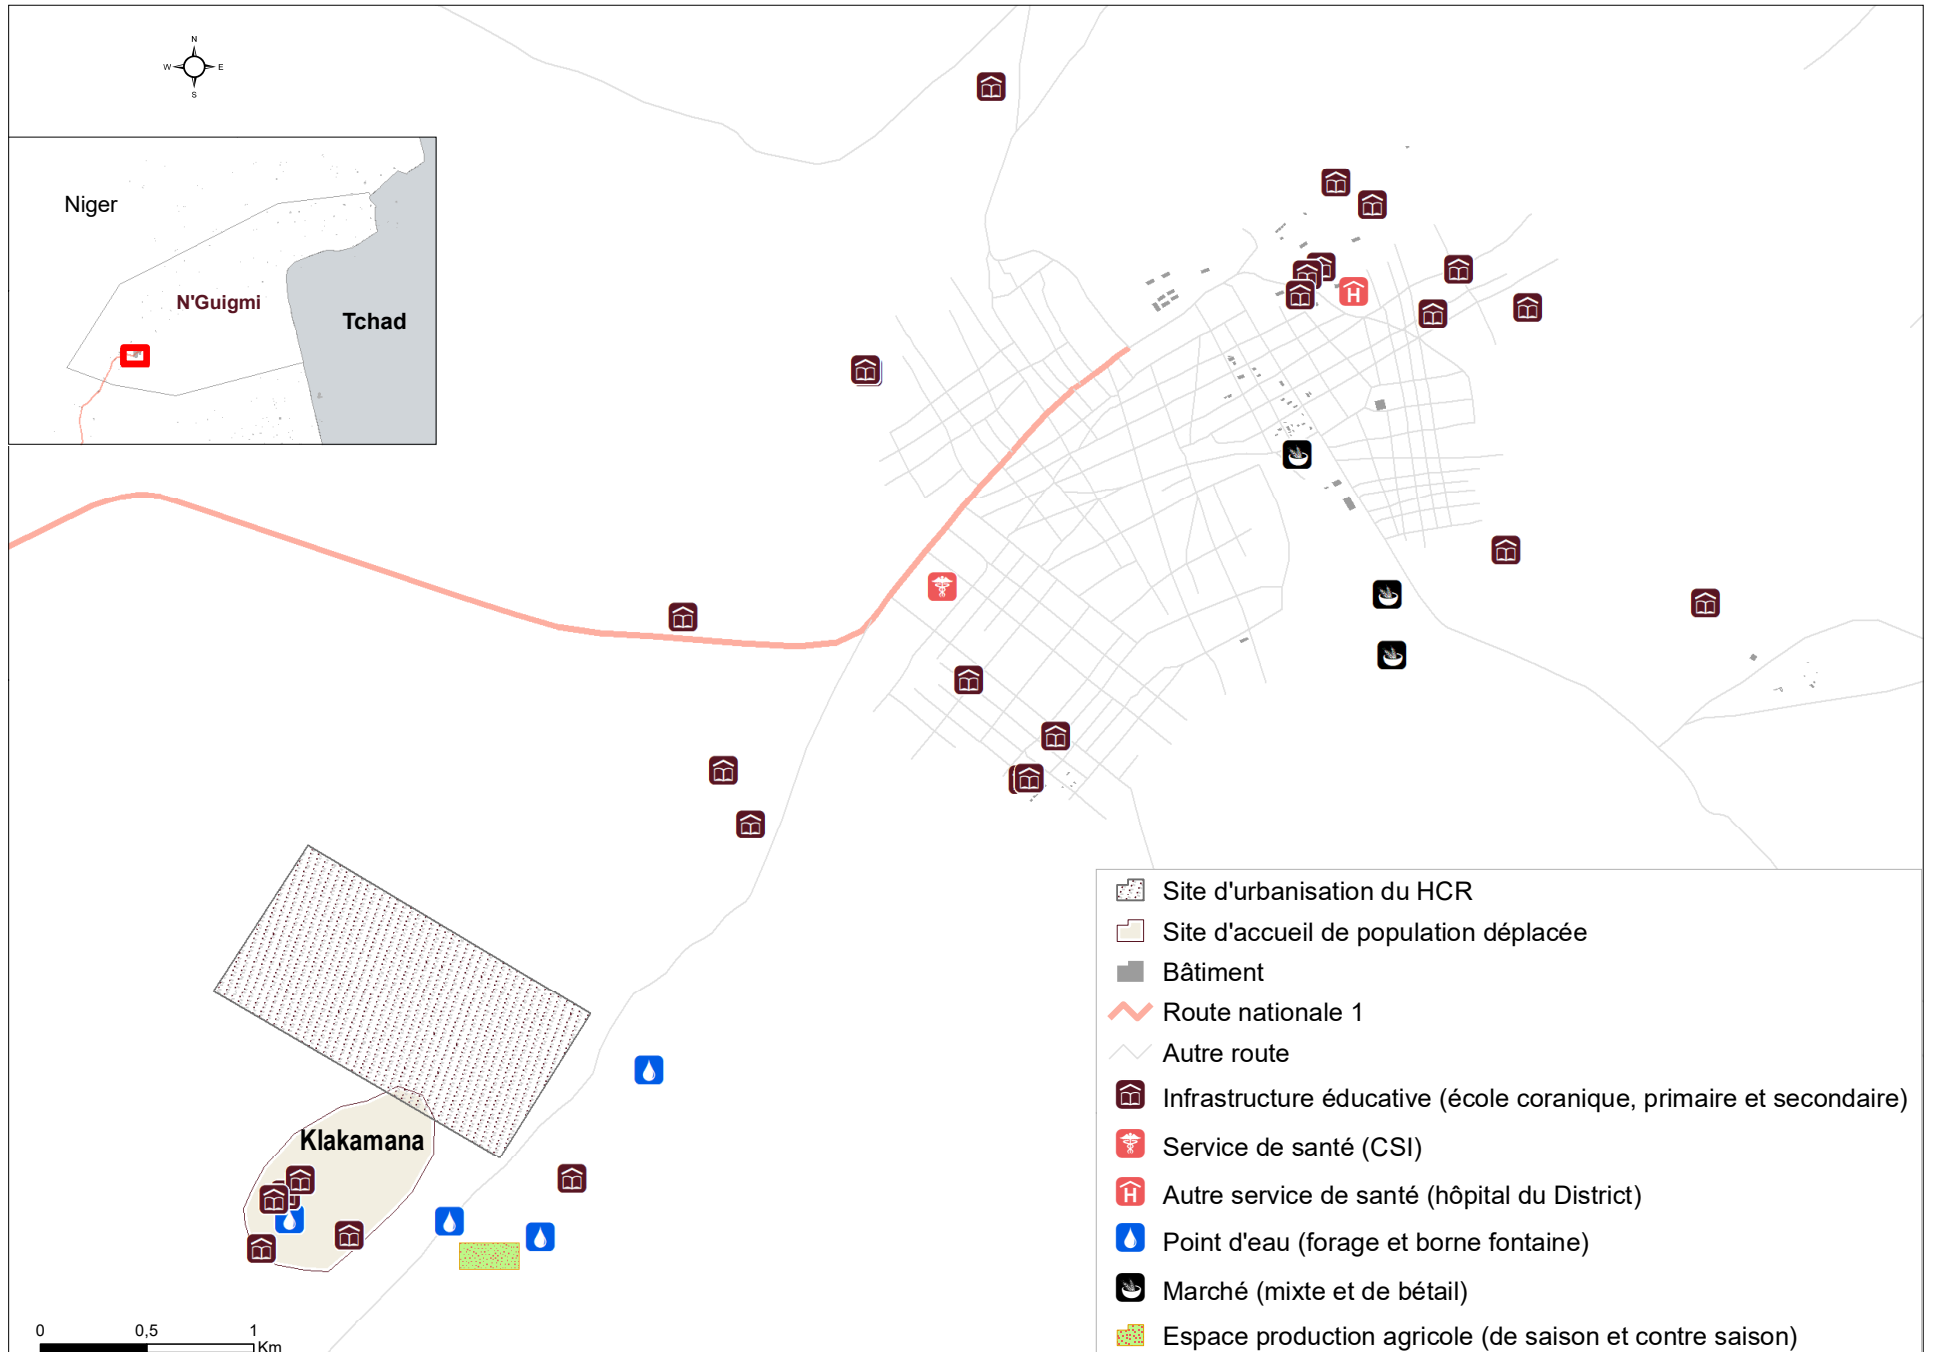 N
W
E
S
Niger
N'Guigmi
Tchad
Klakamana
Site d'urbanisation du HCR
Site d'accueil de population déplacée
Bâtiment
Route nationale 1
Autre route
Infrastructure éducative (école coranique, primaire et secondaire)
Service de santé (CSI)
H
Autre service de santé (hôpital du District)
Point d'eau (forage et borne fontaine)
Marché (mixte et de bétail)
Espace production agricole (de saison et contre saison)
H
0 0,5 1
Km